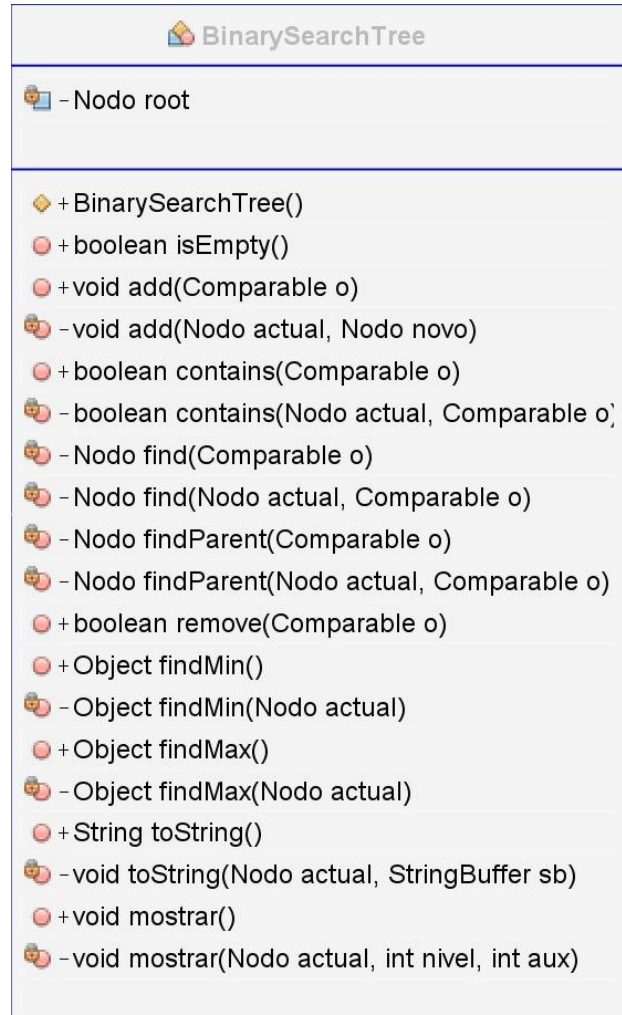 BinarySearchTree
- Nodo root
+ BinarySearchTree()
+ boolean isEmpty()
+ void add(Comparable o)
- void add(Nodo actual, Nodo novo)
+ boolean contains(Comparable o)
- boolean contains(Nodo actual, Comparable o)
- Nodo find(Comparable o)
- Nodo find(Nodo actual, Comparable o)
- Nodo findParent(Comparable o)
- Nodo findParent(Nodo actual, Comparable o)
+ boolean remove(Comparable o)
+ Object findMin()
- Object findMin(Nodo actual)
+ Object findMax()
- Object findMax(Nodo actual)
+ String toString()
- void toString(Nodo actual, StringBuffer sb)
+ void mostrar()
- void mostrar(Nodo actual, int nivel, int aux)